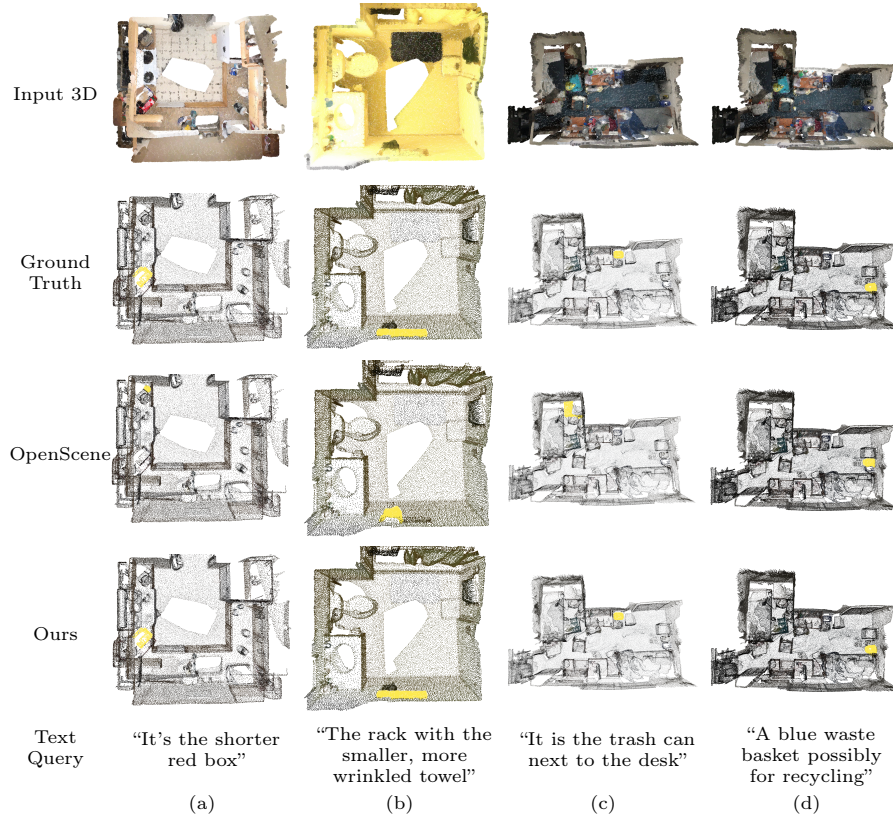 Input 3D
Ground
Truth
OpenScene
Ours
Text
Query
“It’s the shorter
red box”
“The rack with the
smaller, more
wrinkled towel”
“It is the trash can
next to the desk”
“A blue waste
basket possibly
for recycling”
(a)
(b)
(c)
(d)